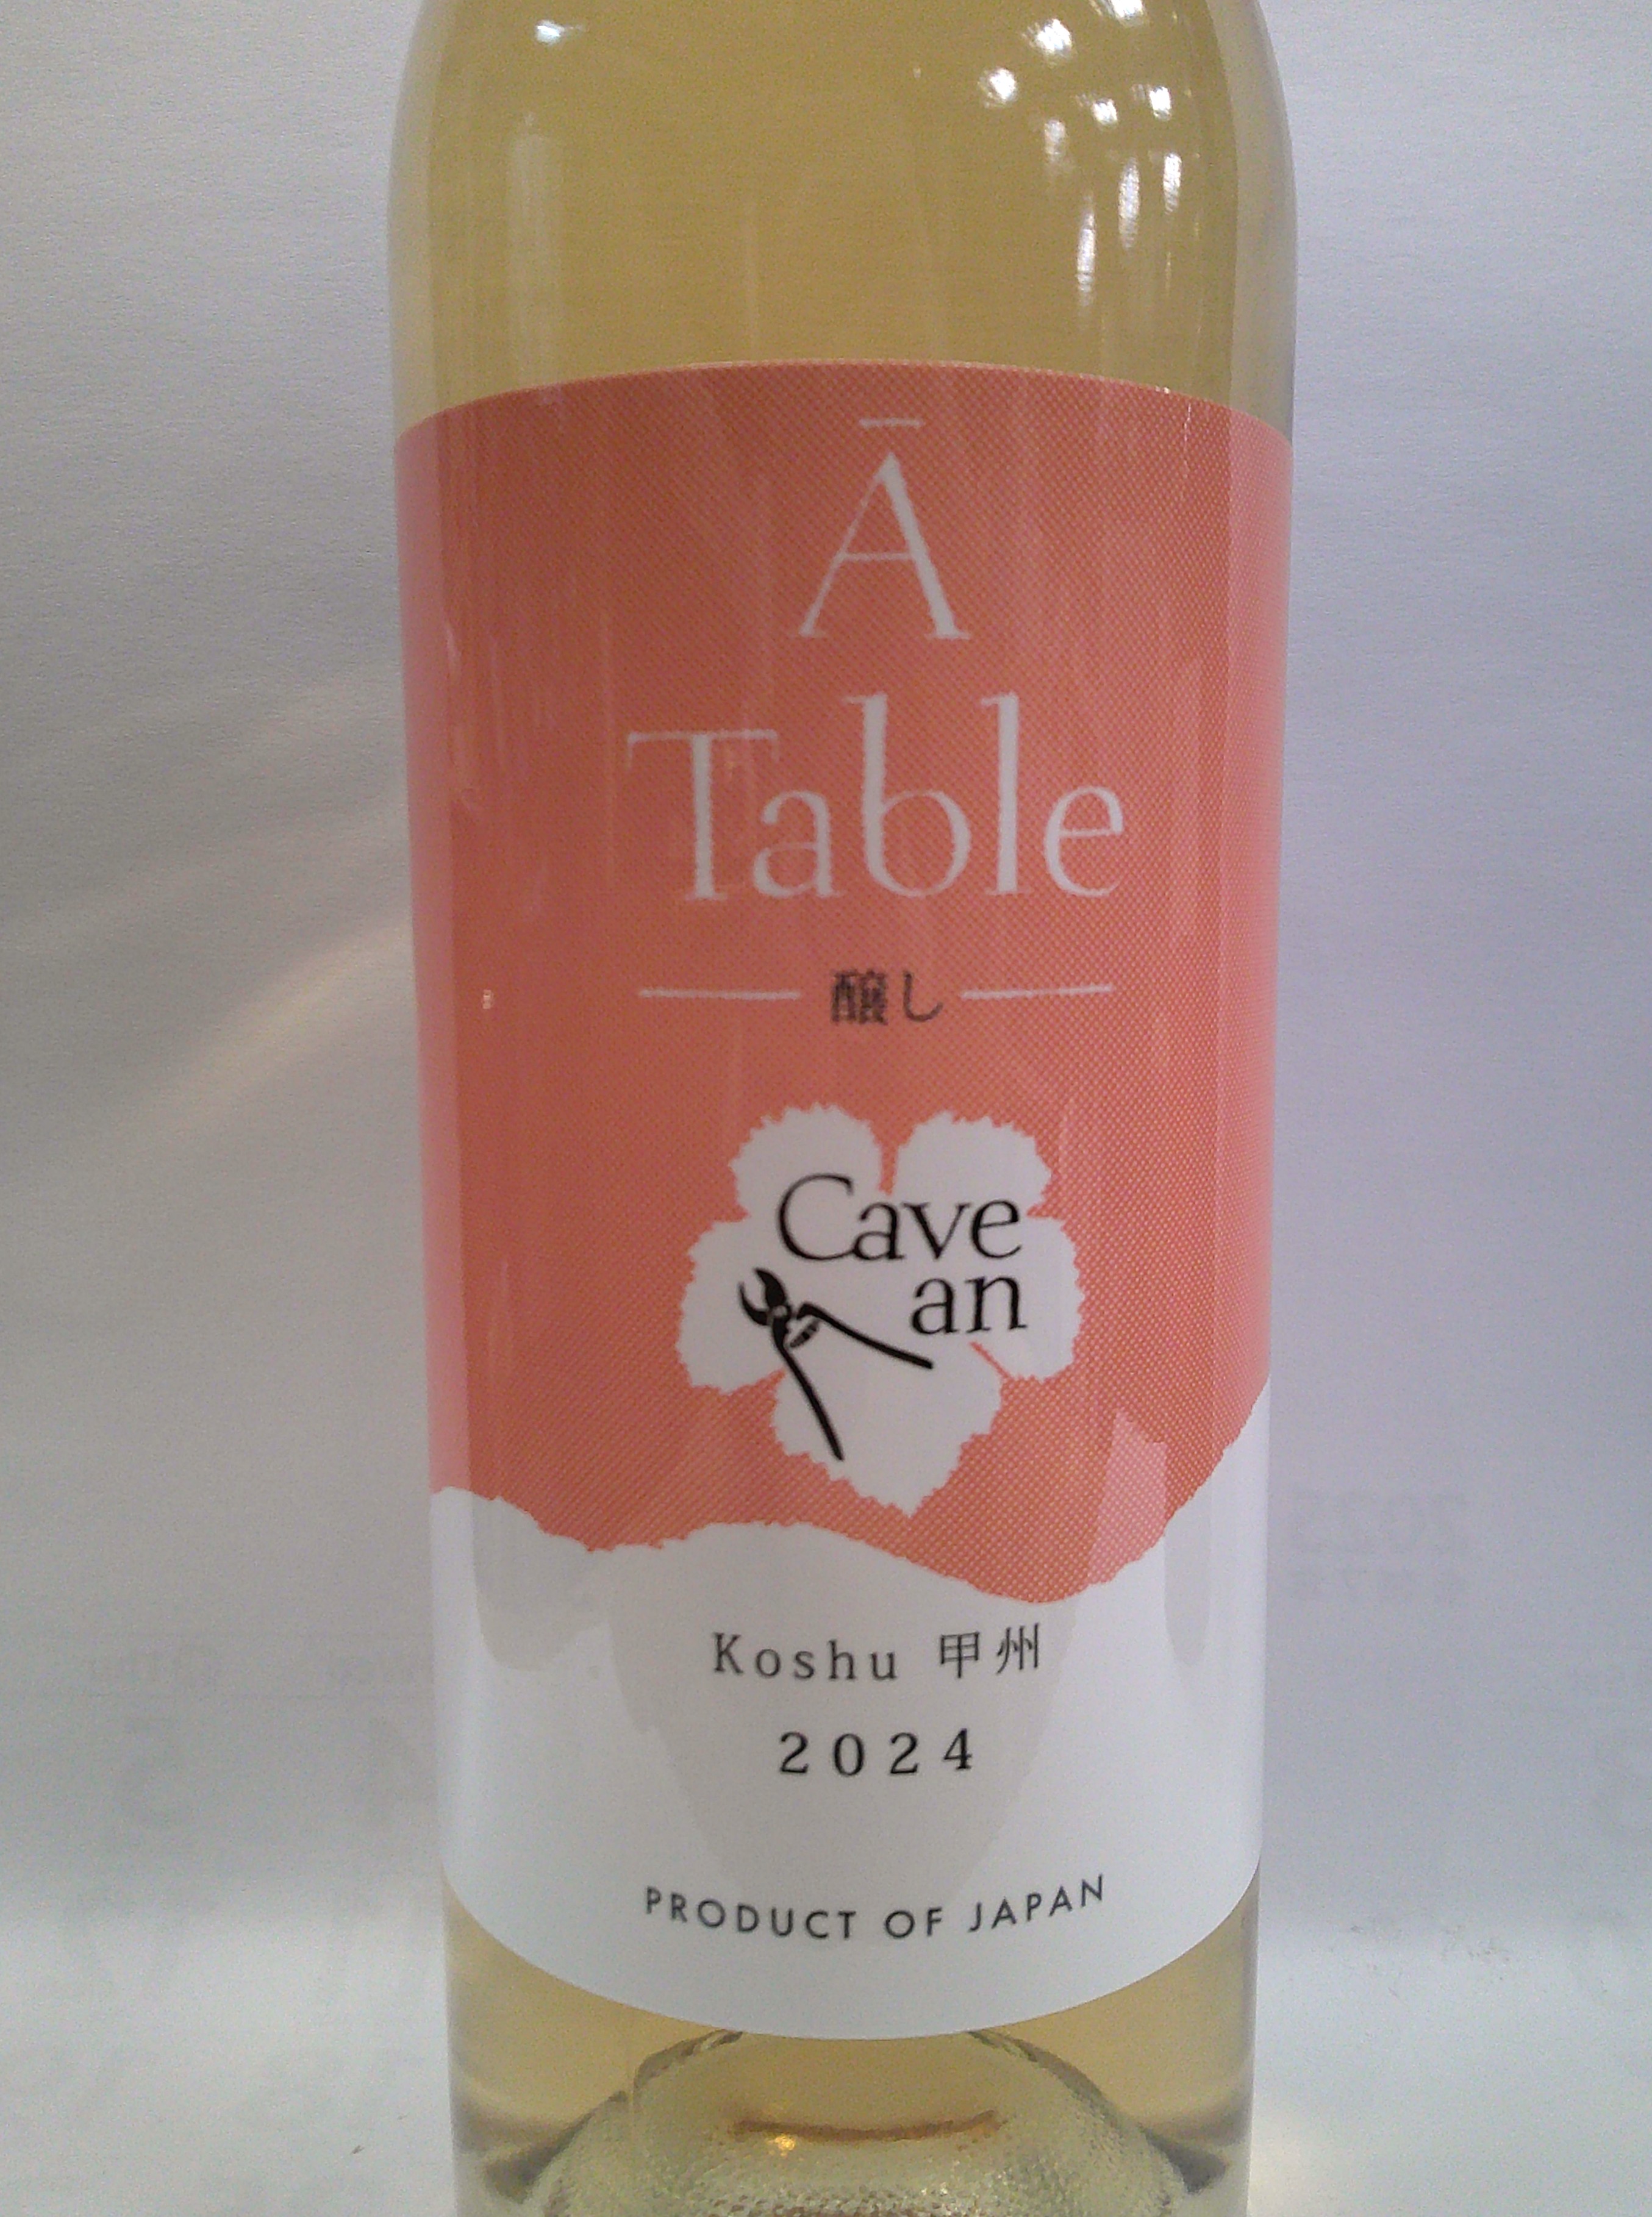 Ā
Table
醸し
Cave
an
Koshu 甲州
2024
PRODUCT OF JAPAN